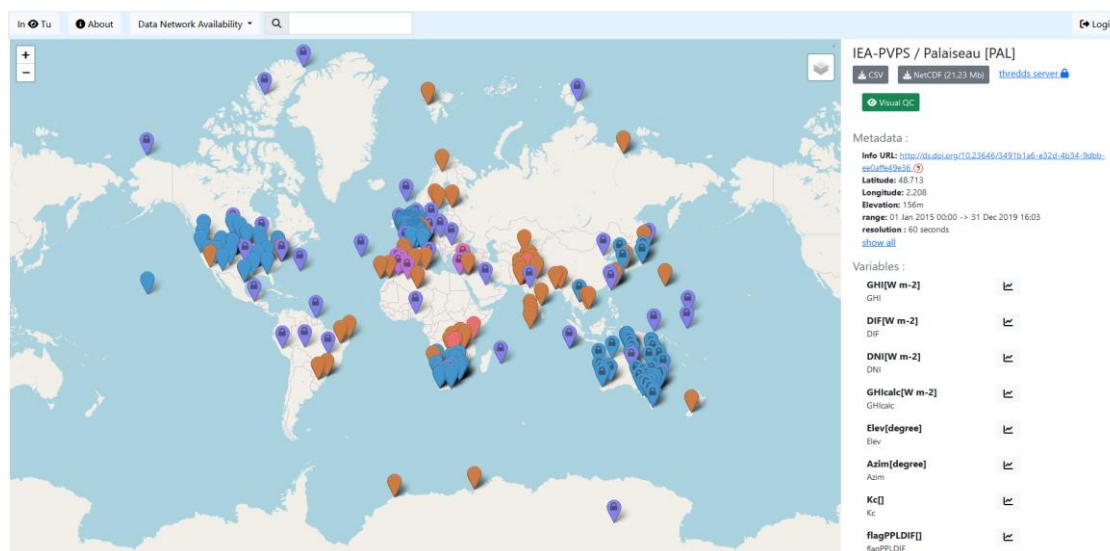 In Tu About Data Network Availability Logi
+
−
IEA-PVPS / Palaiseau [PAL]
CSV NetCDF (21.23 Mb) thredds server
Visual QC
Metadata :
Info URL: http://dx.doi.org/10.23646/3491b1a6-e32d-4b34-9dbb-
ee0affe49e36
Latitude: 48.713
Longitude: 2.208
Elevation: 156m
range: 01 Jan 2015 00:00 -> 31 Dec 2019 16:03
resolution : 60 seconds
show all
Variables :
GHI[W m-2]
GHI
DIF[W m-2]
DIF
DNI[W m-2]
DNI
GHIcalc[W m-2]
GHIcalc
Elev[degree]
Elev
Azim[degree]
Azim
Kc[]
Kc
flagPPLDIF[]
flagPPLDIF